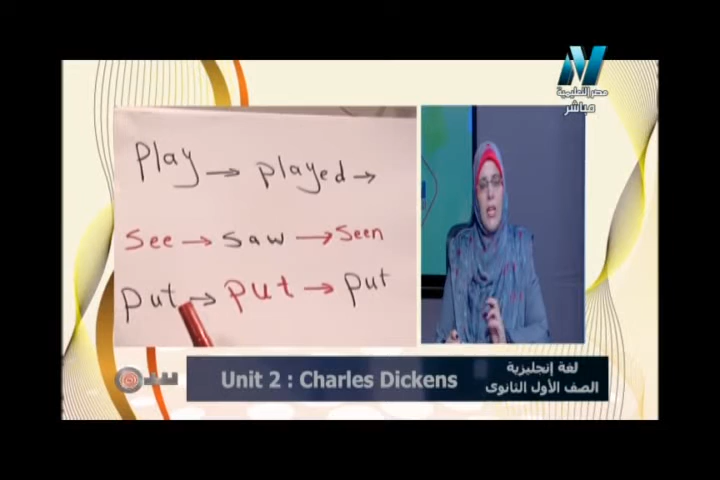 مصر التعليمية
مباشر
Play → played →
See → saw → Seen
put → put → put
Unit 2 : Charles Dickens
لغة إنجليزية
الصف الأول الثانوى